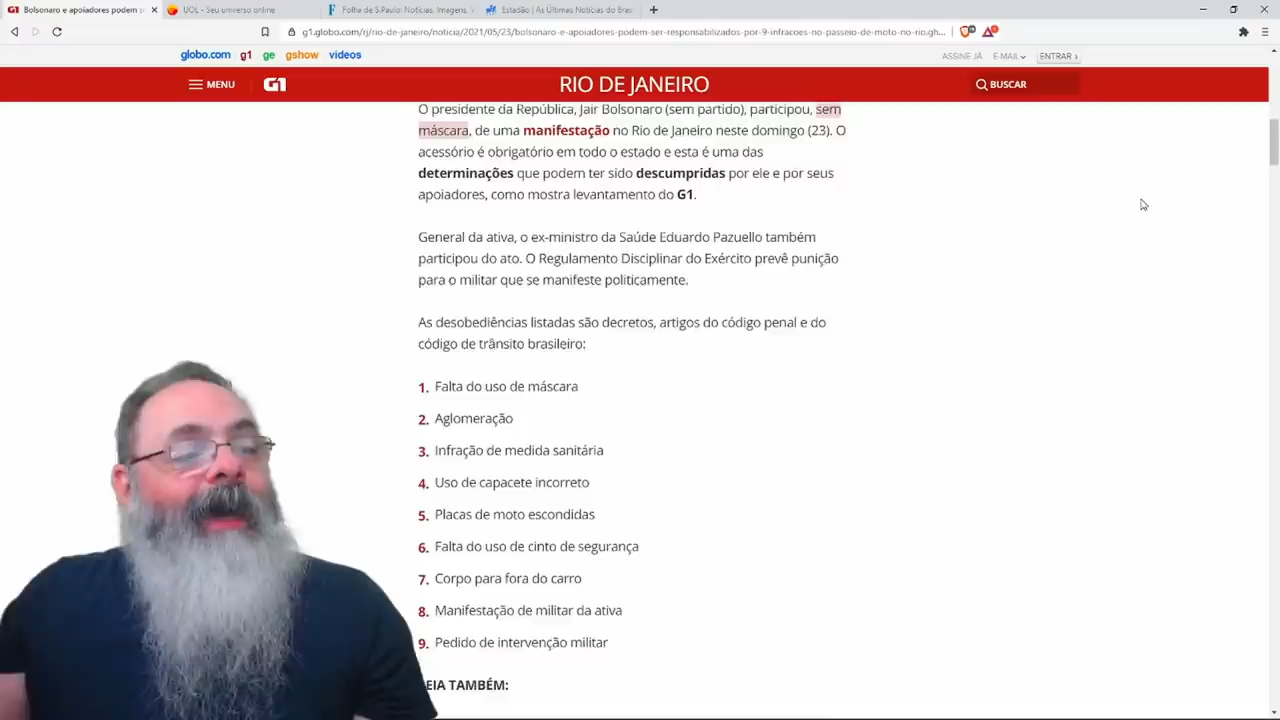 Bolsonaro e apoiadores podem
UOL - Seu universo online
Folha de S.Paulo: Notícias, Imagens, V
Estadão | As Últimas Notícias do Bras
g1.globo.com/rj/rio-de-janeiro/noticia/2021/05/23/bolsonaro-e-apoiadores-podem-ser-responsabilizados-por-9-infracoes-no-passeio-de-moto-no-rio.gh...
globo.com g1 ge gshow videos
ASSINE JÁ E-MAIL ENTRAR ›
MENU G1 RIO DE JANEIRO BUSCAR
O presidente da República, Jair Bolsonaro (sem partido), participou, sem
máscara, de uma manifestação no Rio de Janeiro neste domingo (23). O
acessório é obrigatório em todo o estado e esta é uma das
determinações que podem ter sido descumpridas por ele e por seus
apoiadores, como mostra levantamento do G1.
General da ativa, o ex-ministro da Saúde Eduardo Pazuello também
participou do ato. O Regulamento Disciplinar do Exército prevê punição
para o militar que se manifeste politicamente.
As desobediências listadas são decretos, artigos do código penal e do
código de trânsito brasileiro:
1. Falta do uso de máscara
2. Aglomeração
3. Infração de medida sanitária
4. Uso de capacete incorreto
5. Placas de moto escondidas
6. Falta do uso de cinto de segurança
7. Corpo para fora do carro
8. Manifestação de militar da ativa
9. Pedido de intervenção militar
EIA TAMBÉM: